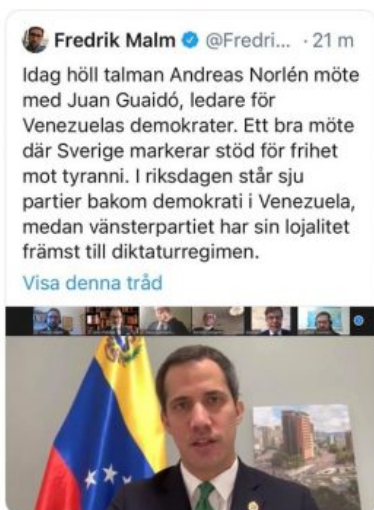 Fredrik Malm @Fredri... · 21 m
Idag höll talman Andreas Norlén möte
med Juan Guaidó, ledare för
Venezuelas demokrater. Ett bra möte
där Sverige markerar stöd för frihet
mot tyranni. I riksdagen står sju
partier bakom demokrati i Venezuela,
medan vänsterpartiet har sin lojalitet
främst till diktaturregimen.
Visa denna tråd